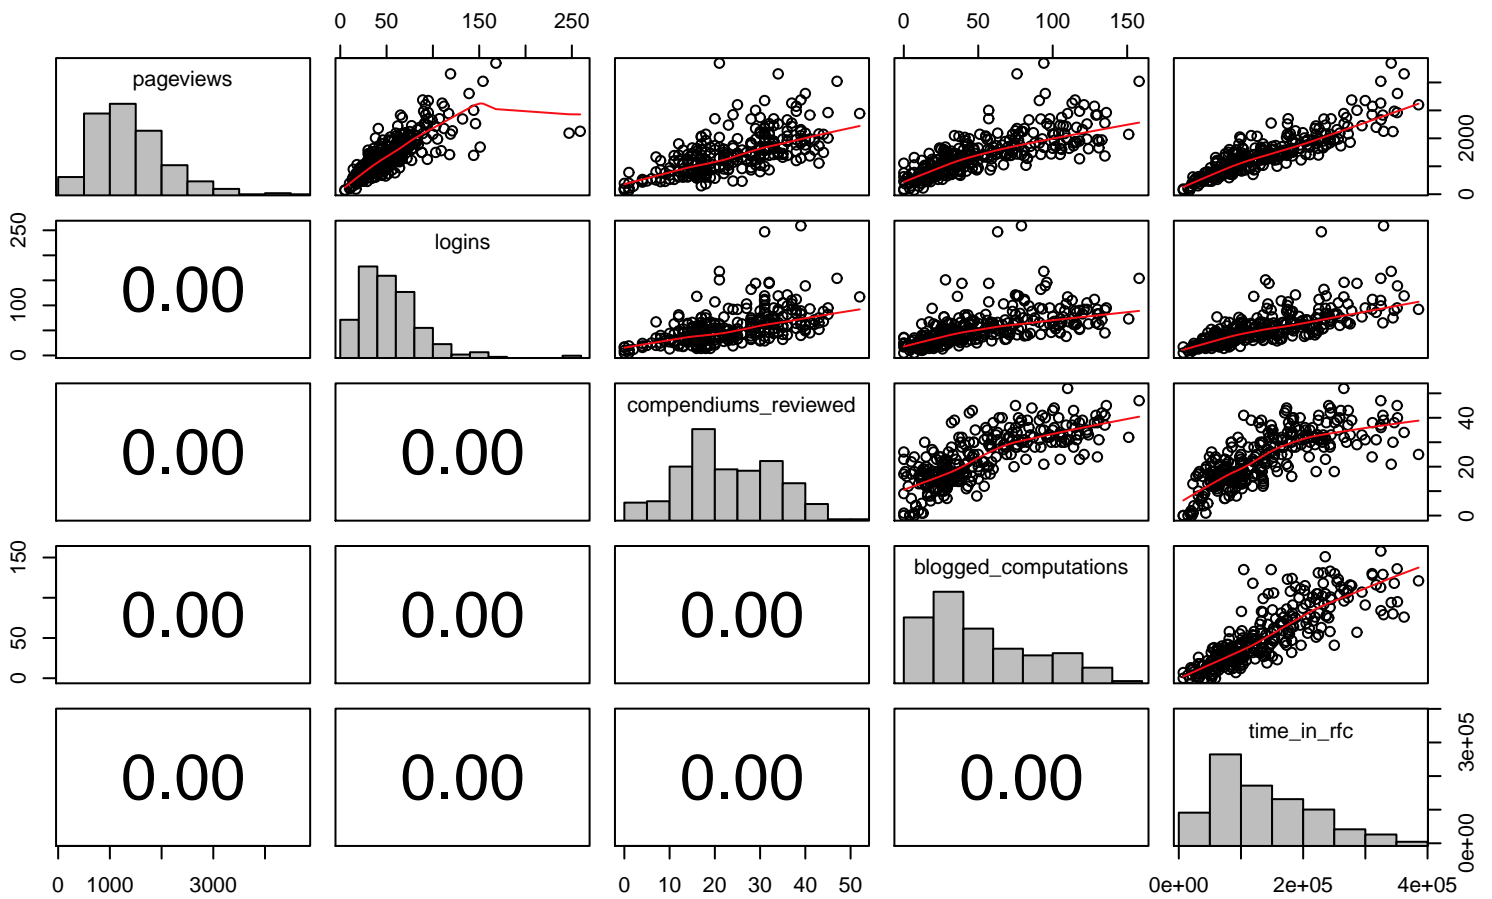 0 50 150 250 0 50 100 150
pageviews
0 2000
logins
0.00
0 100 250
compendiums_reviewed
0.00 0.00
0 20 40
blogged_computations
0.00 0.00 0.00
0 50 150
time_in_rfc
0.00 0.00 0.00 0.00
0e+00 3e+05
0 1000 3000 0 10 20 30 40 50 0e+00 2e+05 4e+05